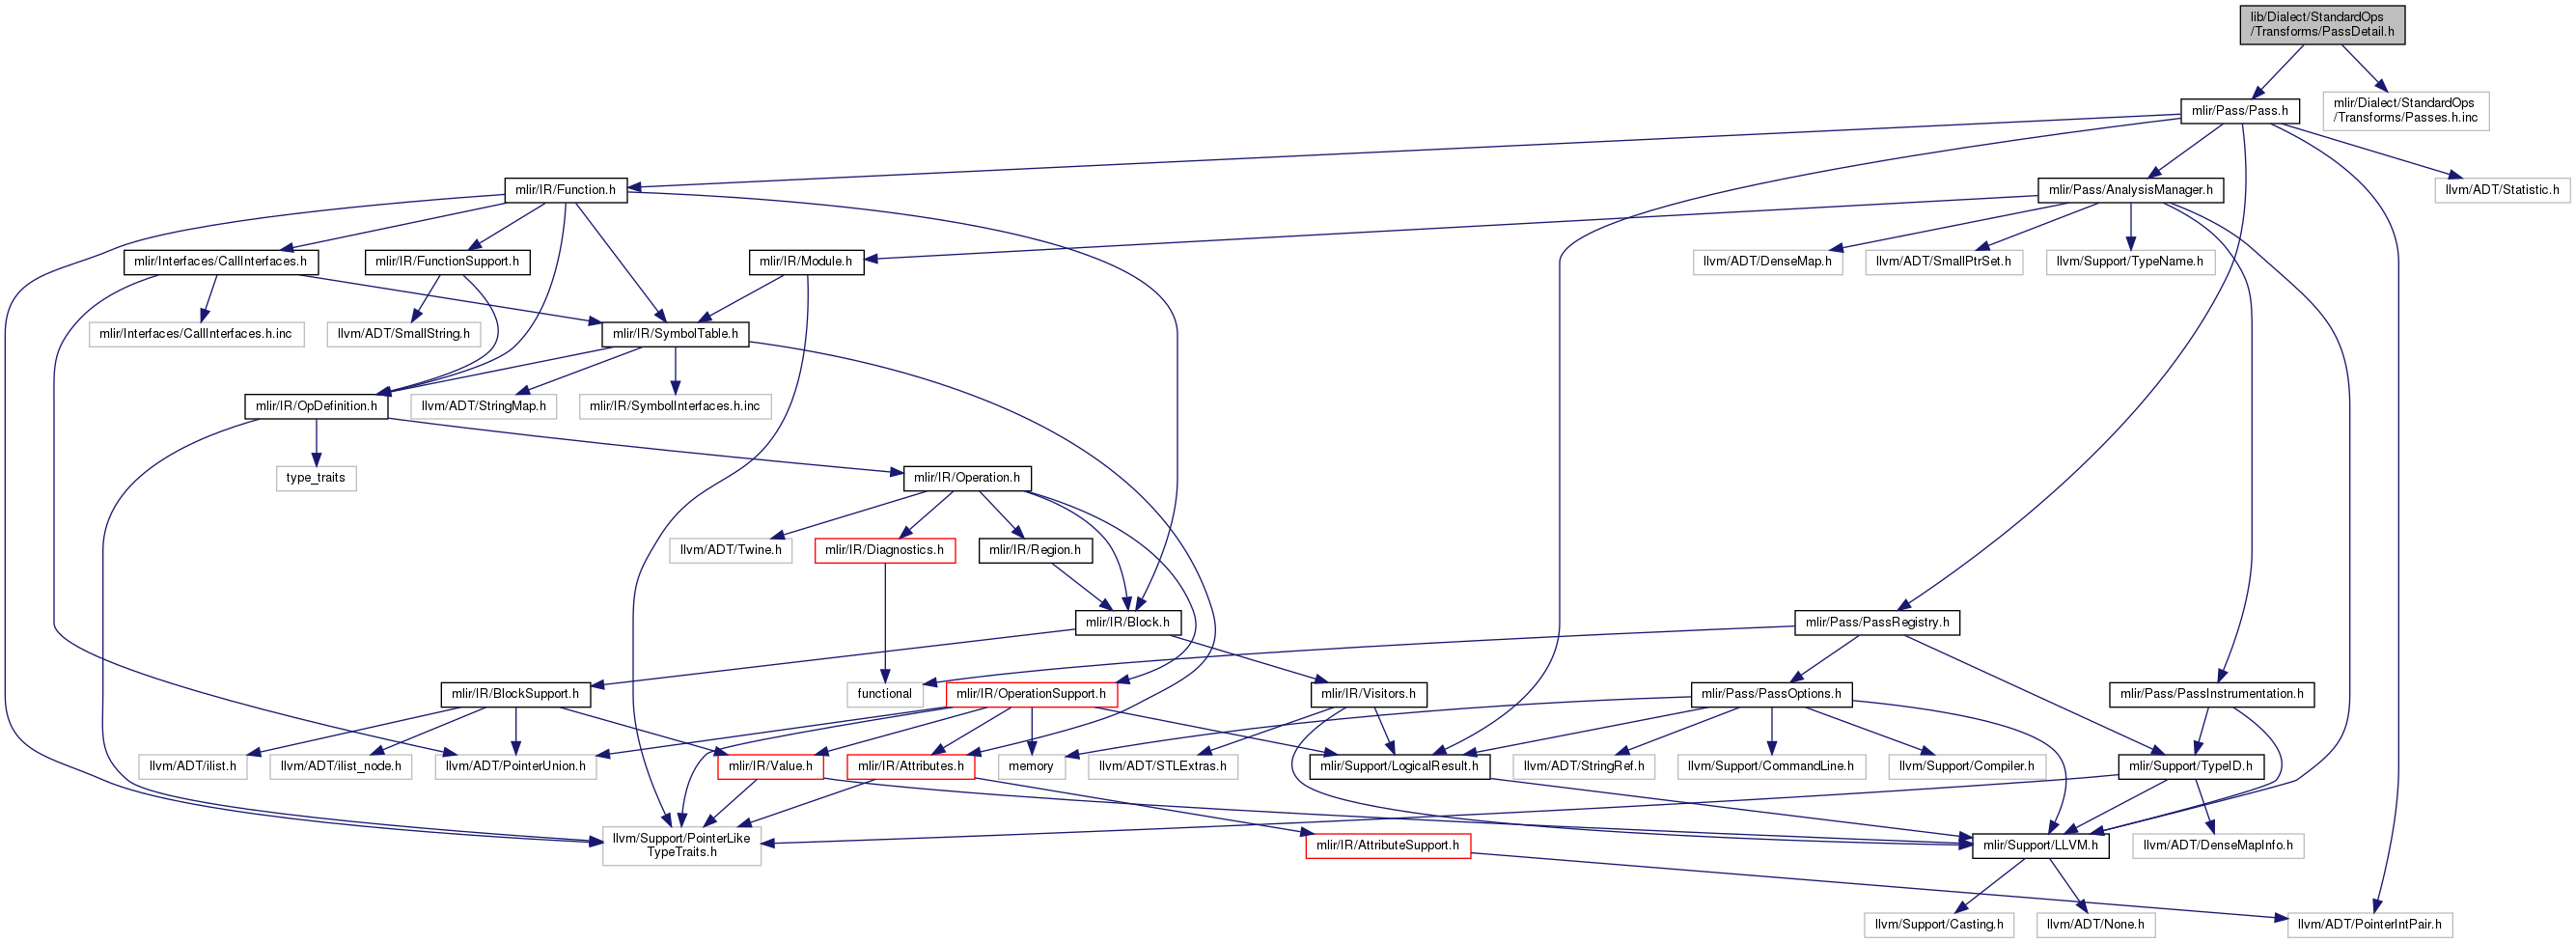 lib/Dialect/StandardOps
/Transforms/PassDetail.h
mlir/Pass/Pass.h
mlir/Dialect/StandardOps
/Transforms/Passes.h.inc
mlir/IR/Function.h
mlir/Pass/AnalysisManager.h
llvm/ADT/Statistic.h
mlir/Interfaces/CallInterfaces.h
mlir/IR/FunctionSupport.h
mlir/IR/Module.h
llvm/ADT/DenseMap.h
llvm/ADT/SmallPtrSet.h
llvm/Support/TypeName.h
mlir/Interfaces/CallInterfaces.h.inc
llvm/ADT/SmallString.h
mlir/IR/SymbolTable.h
mlir/IR/OpDefinition.h
llvm/ADT/StringMap.h
mlir/IR/SymbolInterfaces.h.inc
type_traits
mlir/IR/Operation.h
llvm/ADT/Twine.h
mlir/IR/Diagnostics.h
mlir/IR/Region.h
mlir/IR/Block.h
mlir/Pass/PassRegistry.h
mlir/IR/BlockSupport.h
functional
mlir/IR/OperationSupport.h
mlir/IR/Visitors.h
mlir/Pass/PassOptions.h
mlir/Pass/PassInstrumentation.h
llvm/ADT/ilist.h
llvm/ADT/ilist_node.h
llvm/ADT/PointerUnion.h
mlir/IR/Value.h
mlir/IR/Attributes.h
memory
llvm/ADT/STLExtras.h
mlir/Support/LogicalResult.h
llvm/ADT/StringRef.h
llvm/Support/CommandLine.h
llvm/Support/Compiler.h
mlir/Support/TypeID.h
llvm/Support/PointerLike
TypeTraits.h
mlir/IR/AttributeSupport.h
mlir/Support/LLVM.h
llvm/ADT/DenseMapInfo.h
llvm/Support/Casting.h
llvm/ADT/None.h
llvm/ADT/PointerIntPair.h